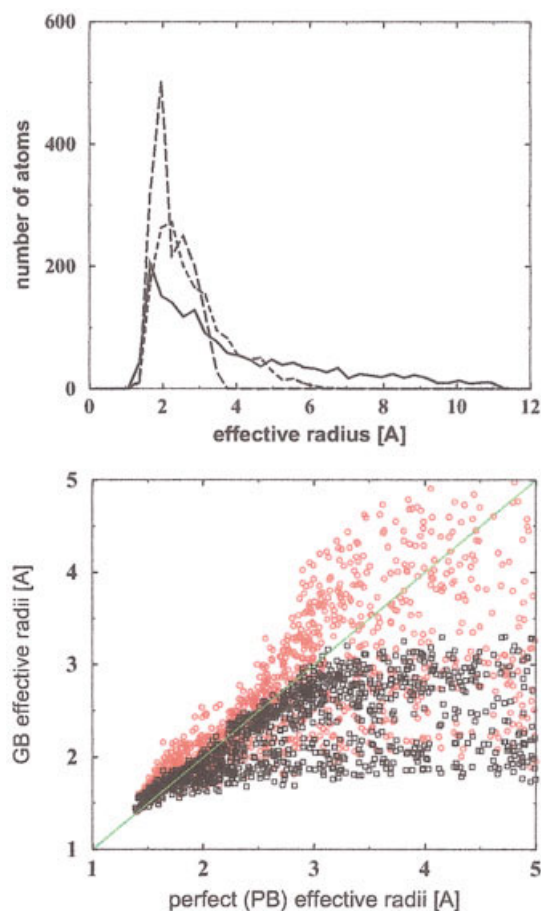 600
400
200
0
number of atoms
0 2 4 6 8 10 12
effective radius [A]
5
4
3
2
1
GB effective radii [A]
1 2 3 4 5
perfect (PB) effective radii [A]